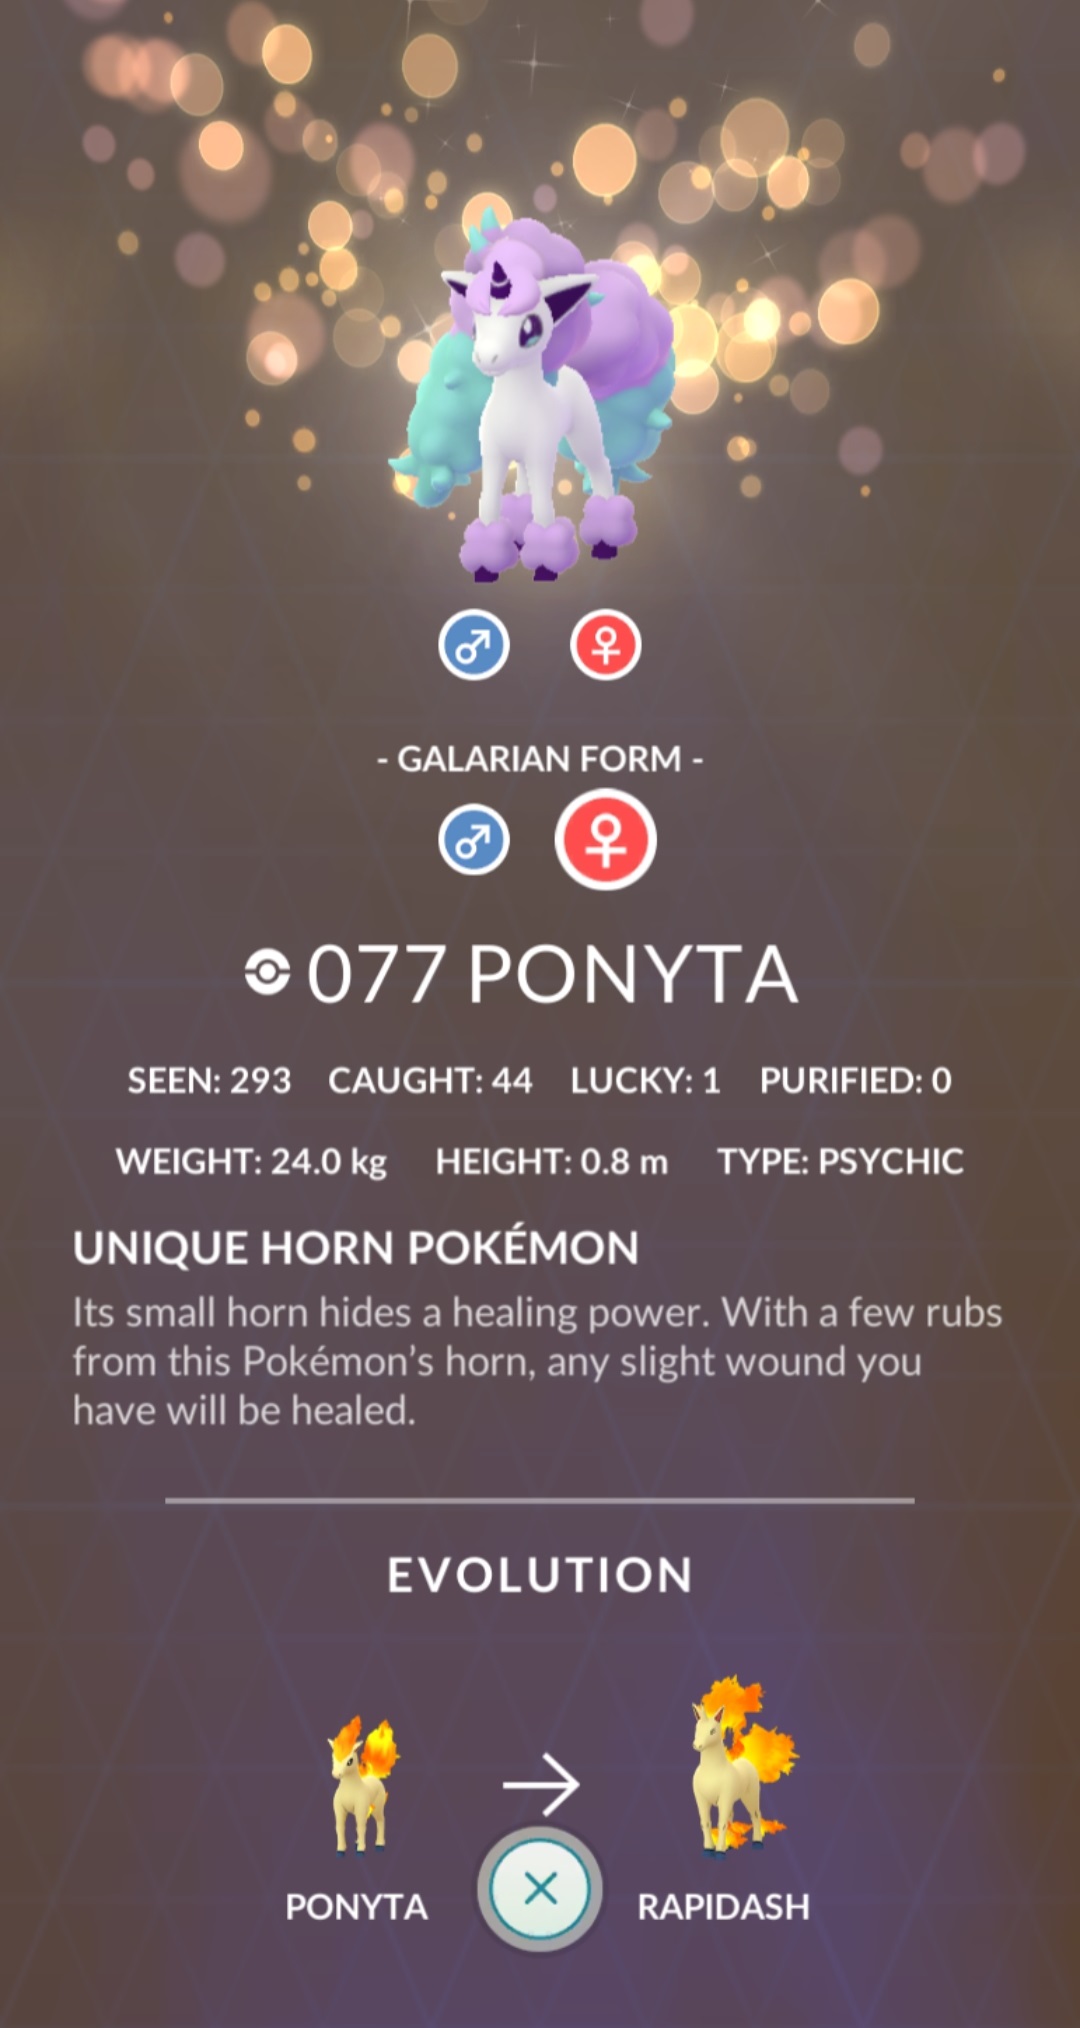 - GALARIAN FORM -
077 PONYTA
SEEN: 293 CAUGHT: 44 LUCKY: 1 PURIFIED: 0
WEIGHT: 24.0 kg HEIGHT: 0.8 m TYPE: PSYCHIC
UNIQUE HORN POKÉMON
Its small horn hides a healing power. With a few rubs
from this Pokémon’s horn, any slight wound you
have will be healed.
EVOLUTION
PONYTA RAPIDASH